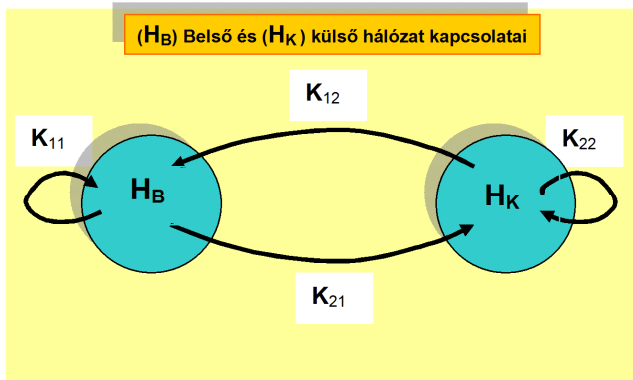 (HB) Belső és (HK) külső hálózat kapcsolatai
K12
K11
K22
HB
HK
K21